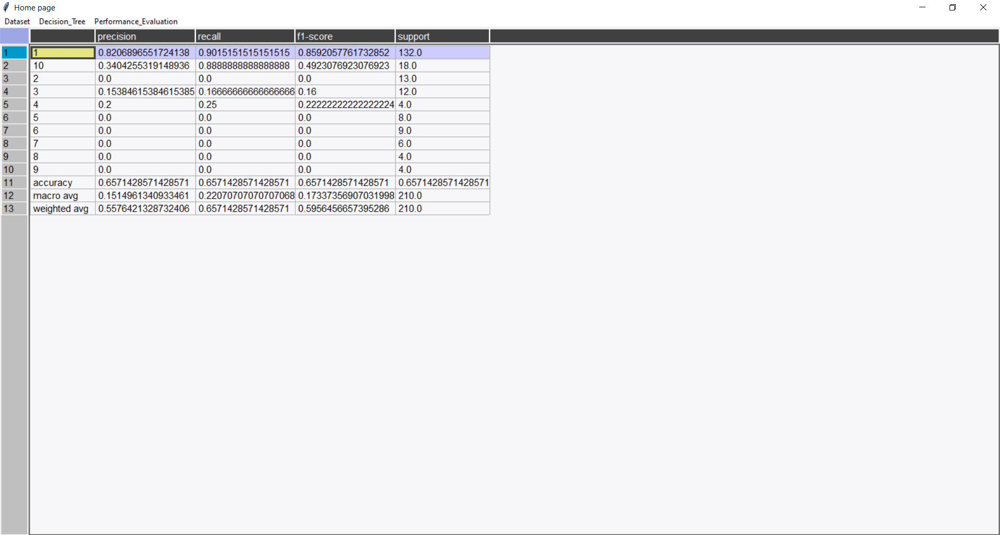 Home page
Dataset Decision_Tree Performance_Evaluation
precision recall f1-score support
1 1 0.8206896551724138 0.9015151515151515 0.8592057761732852 132.0
2 10 0.3404255319148936 0.8888888888888888 0.4923076923076923 18.0
3 2 0.0 0.0 0.0 13.0
4 3 0.15384615384615385 0.16666666666666666 0.16 12.0
5 4 0.2 0.25 0.22222222222222224 4.0
6 5 0.0 0.0 0.0 8.0
7 6 0.0 0.0 0.0 9.0
8 7 0.0 0.0 0.0 6.0
9 8 0.0 0.0 0.0 4.0
10 9 0.0 0.0 0.0 4.0
11 accuracy 0.6571428571428571 0.6571428571428571 0.6571428571428571 0.6571428571428571
12 macro avg 0.1514961340933461 0.22070707070707068 0.17337356907031998 210.0
13 weighted avg 0.5576421328732406 0.6571428571428571 0.5956456657395286 210.0